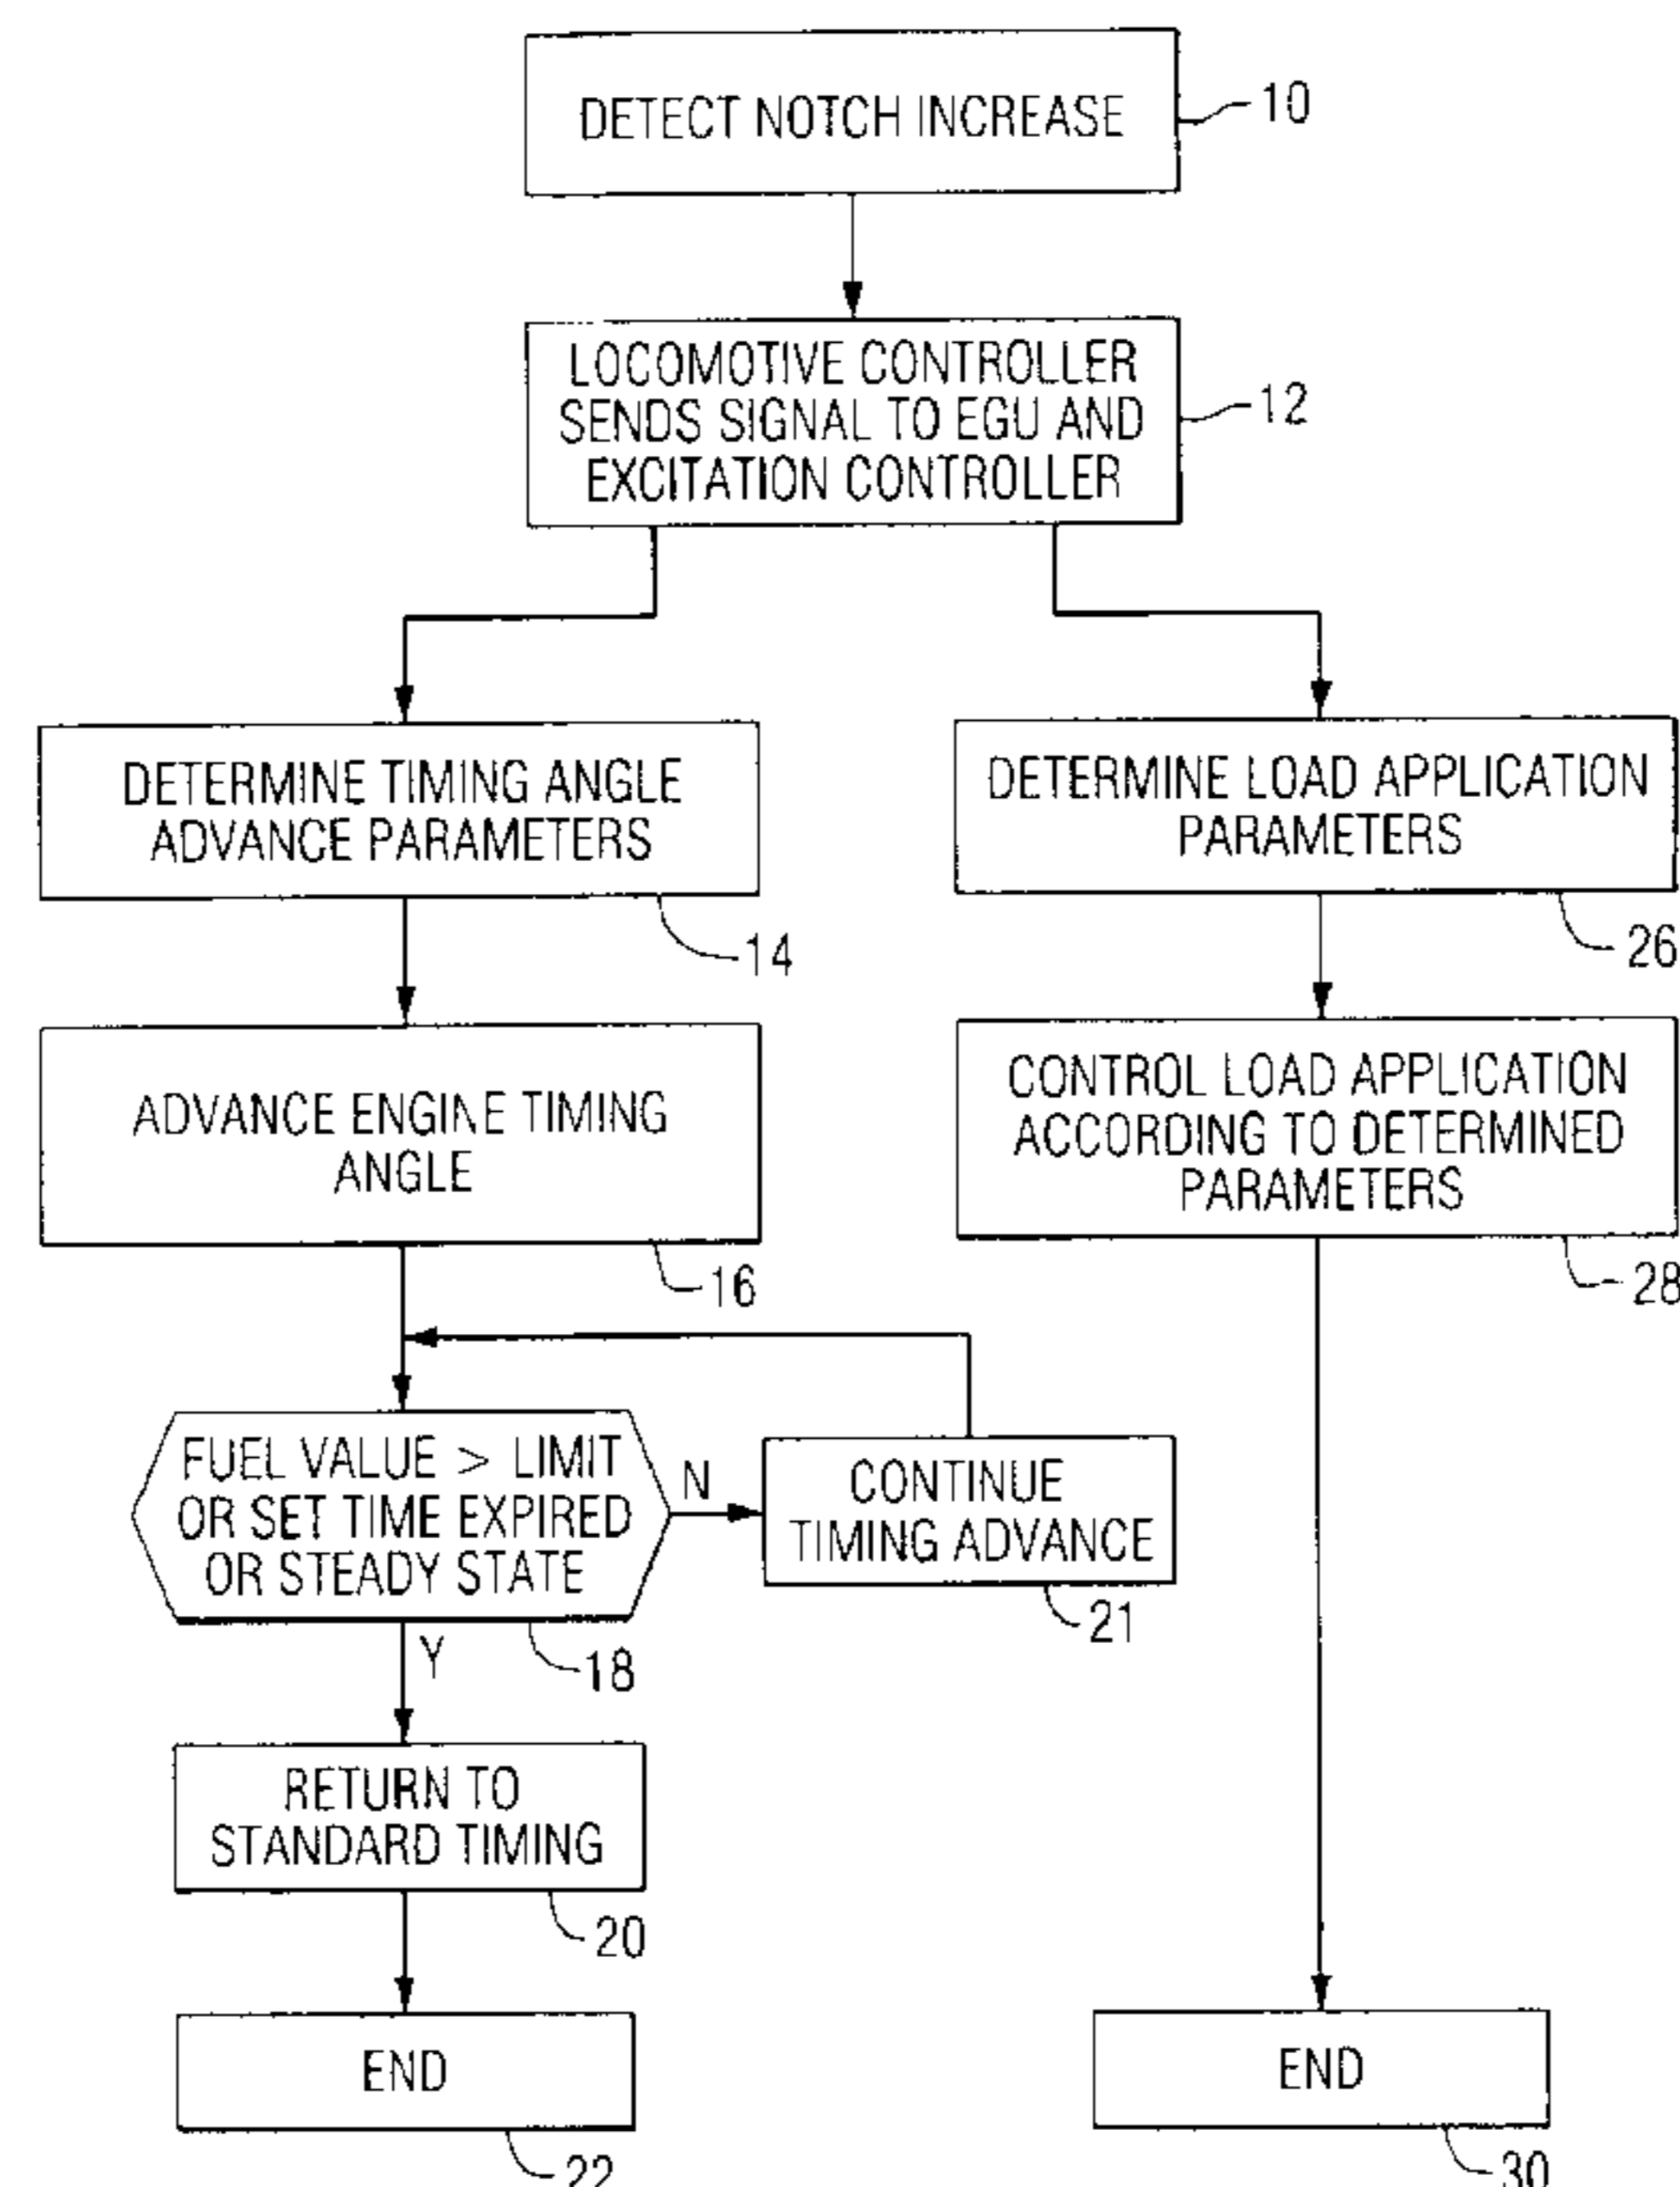 DETECT NOTCH INCREASE
10
LOCOMOTIVE CONTROLLER
SENDS SIGNAL TO EGU AND
EXCITATION CONTROLLER
12
DETERMINE TIMING ANGLE
ADVANCE PARAMETERS
14
DETERMINE LOAD APPLICATION
PARAMETERS
26
ADVANCE ENGINE TIMING
ANGLE
16
CONTROL LOAD APPLICATION
ACCORDING TO DETERMINED
PARAMETERS
28
FUEL VALUE > LIMIT
OR SET TIME EXPIRED
OR STEADY STATE
18
N
CONTINUE
TIMING ADVANCE
21
Y
RETURN TO
STANDARD TIMING
20
END
22
END
30